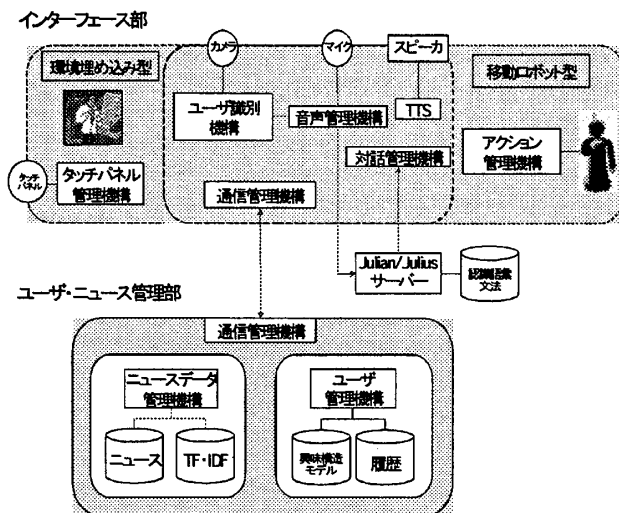 インターフェース部
カメラ
マイク
スピーカ
環境埋め込み型
移動ロボット型
ユーザ識別
機構
音声管理機構
TTS
アクション
管理機構
対話管理機構
タッチ
パネル
タッチパネル
管理機構
通信管理機構
Julian/Julius
サーバー
認識語彙
文法
ユーザ・ニュース管理部
通信管理機構
ニュースデータ
管理機構
ユーザ
管理機構
ニュース
TF・IDF
興味構造
モデル
履歴